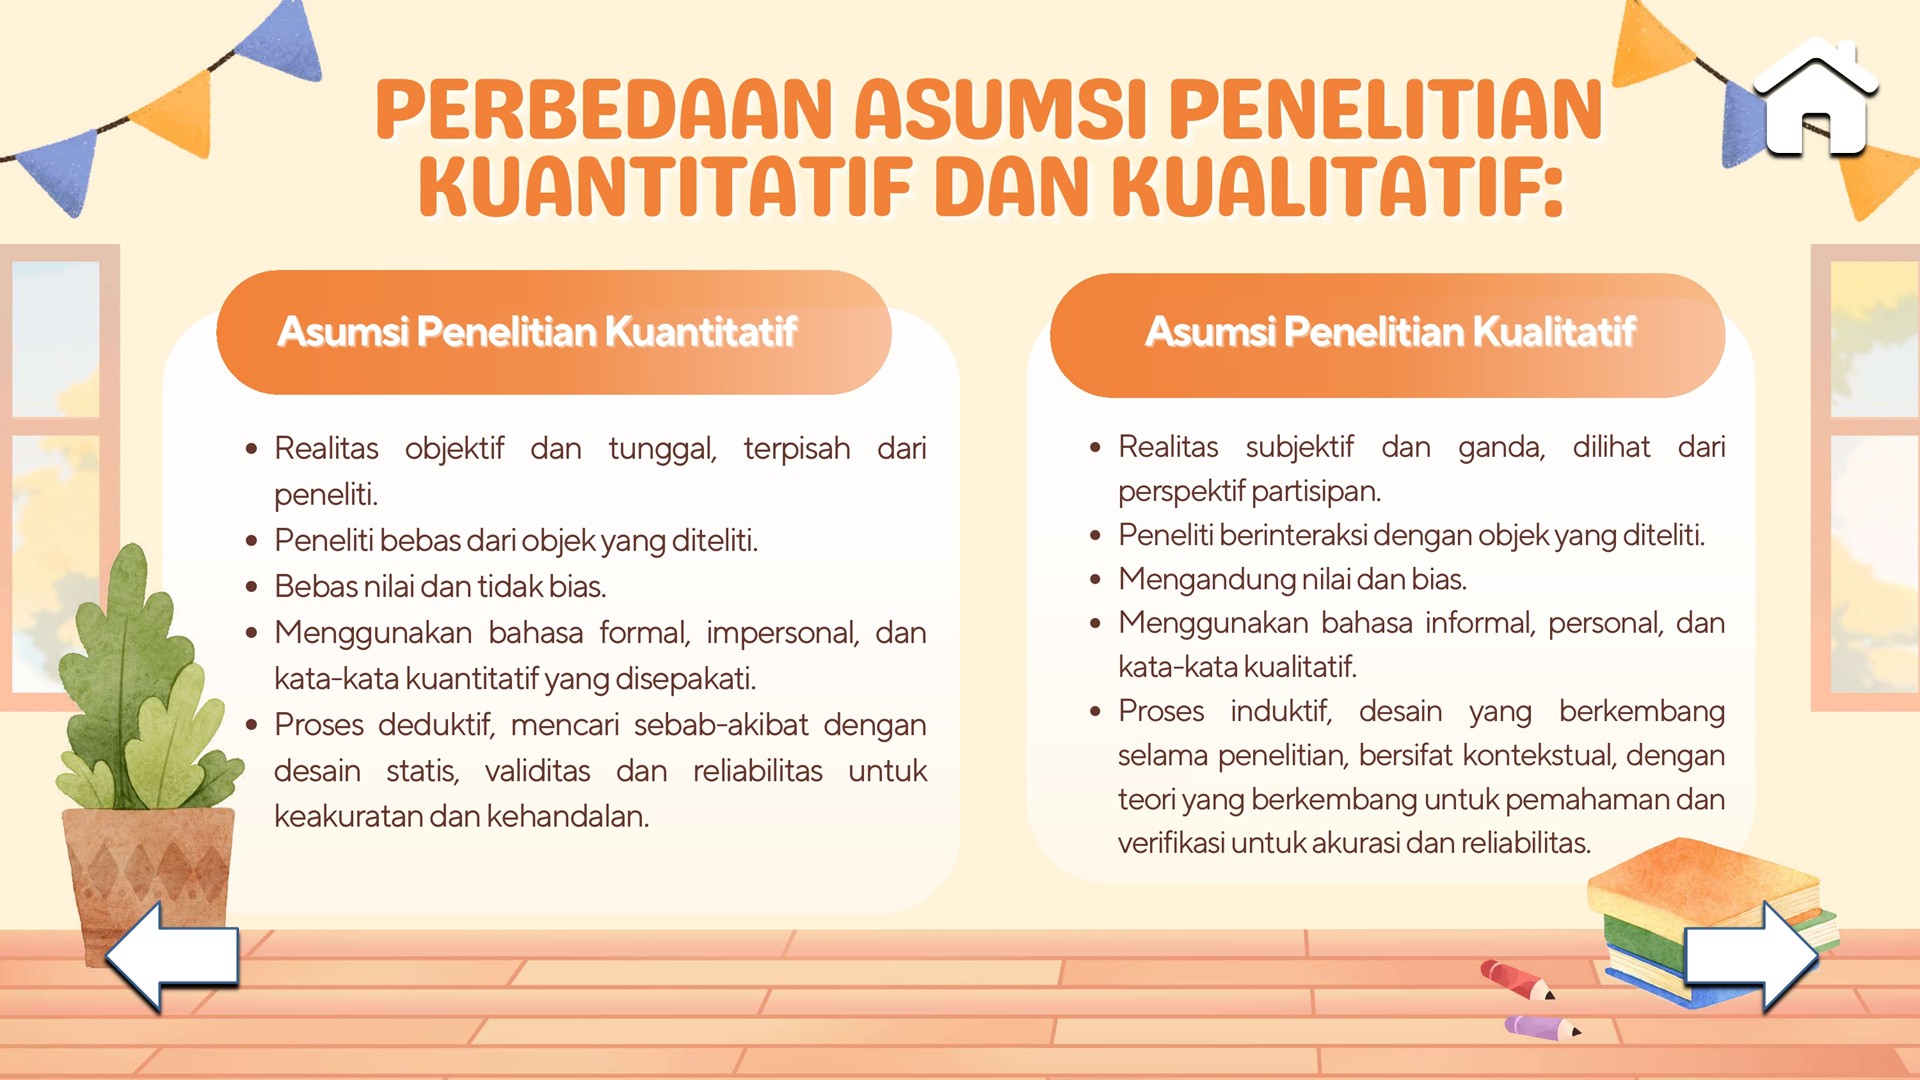 PERBEDAAN ASUMSI PENELITIAN
KUANTITATIF DAN KUALITATIF:
Asumsi Penelitian Kuantitatif
• Realitas objektif dan tunggal, terpisah dari
peneliti.
• Peneliti bebas dari objek yang diteliti.
• Bebas nilai dan tidak bias.
• Menggunakan bahasa formal, impersonal, dan
kata-kata kuantitatif yang disepakati.
• Proses deduktif, mencari sebab-akibat dengan
desain statis, validitas dan reliabilitas untuk
keakuratan dan kehandalan.
Asumsi Penelitian Kualitatif
• Realitas subjektif dan ganda, dilihat dari
perspektif partisipan.
• Peneliti berinteraksi dengan objek yang diteliti.
• Mengandung nilai dan bias.
• Menggunakan bahasa informal, personal, dan
kata-kata kualitatif.
• Proses induktif, desain yang berkembang
selama penelitian, bersifat kontekstual, dengan
teori yang berkembang untuk pemahaman dan
verifikasi untuk akurasi dan reliabilitas.